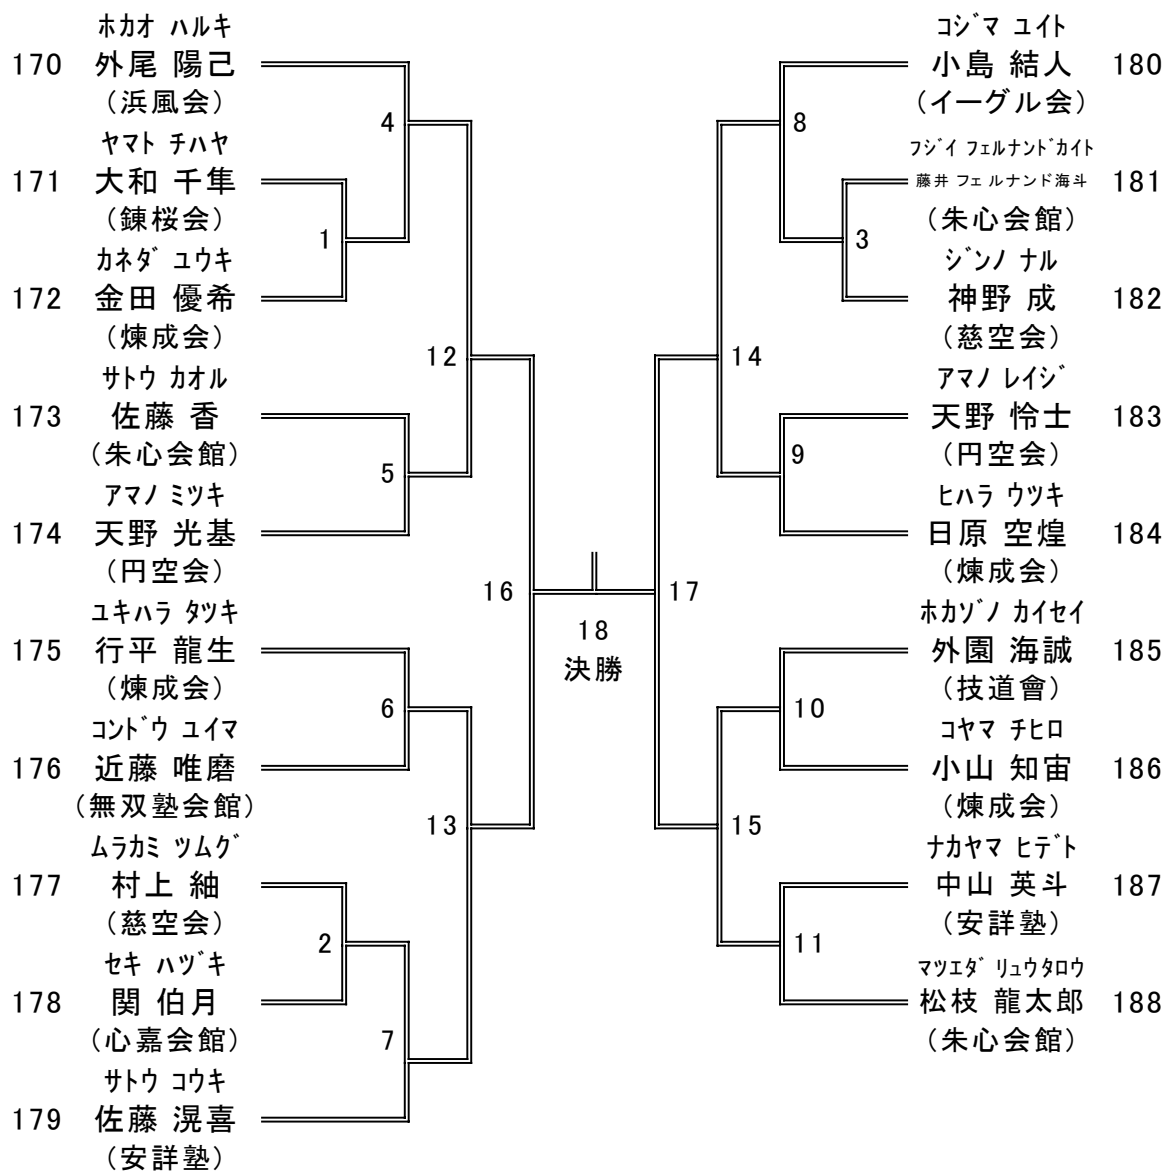 ホカオ ハルキ
170 外尾 陽己
(浜風会)
ヤマト チハヤ
171 大和 千隼
(錬桜会)
カネダ ユウキ
172 金田 優希
(煉成会)
サトウ カオル
173 佐藤 香
(朱心会館)
アマノ ミツキ
174 天野 光基
(円空会)
ユキハラ タツキ
175 行平 龍生
(煉成会)
コンドウ ユイマ
176 近藤 唯磨
(無双塾会館)
ムラカミ ツムグ
177 村上 紬
(慈空会)
セキ ハヅキ
178 関 伯月
(心嘉会館)
サトウ コウキ
179 佐藤 滉喜
(安詳塾)
4
1
12
5
16
6
13
2
7
18
決勝
17
8
3
14
9
10
15
11
コジマ ユイト
小島 結人 180
(イーグル会)
フジイ フェルナンドカイト
藤井 フェルナンド海斗 181
(朱心会館)
ジンノ ナル
神野 成 182
(慈空会)
アマノ レイジ
天野 怜士 183
(円空会)
ヒハラ ウツキ
日原 空煌 184
(煉成会)
ホカゾノ カイセイ
外園 海誠 185
(技道會)
コヤマ チヒロ
小山 知宙 186
(煉成会)
ナカヤマ ヒデト
中山 英斗 187
(安詳塾)
マツエダ リュウタロウ
松枝 龍太郎 188
(朱心会館)